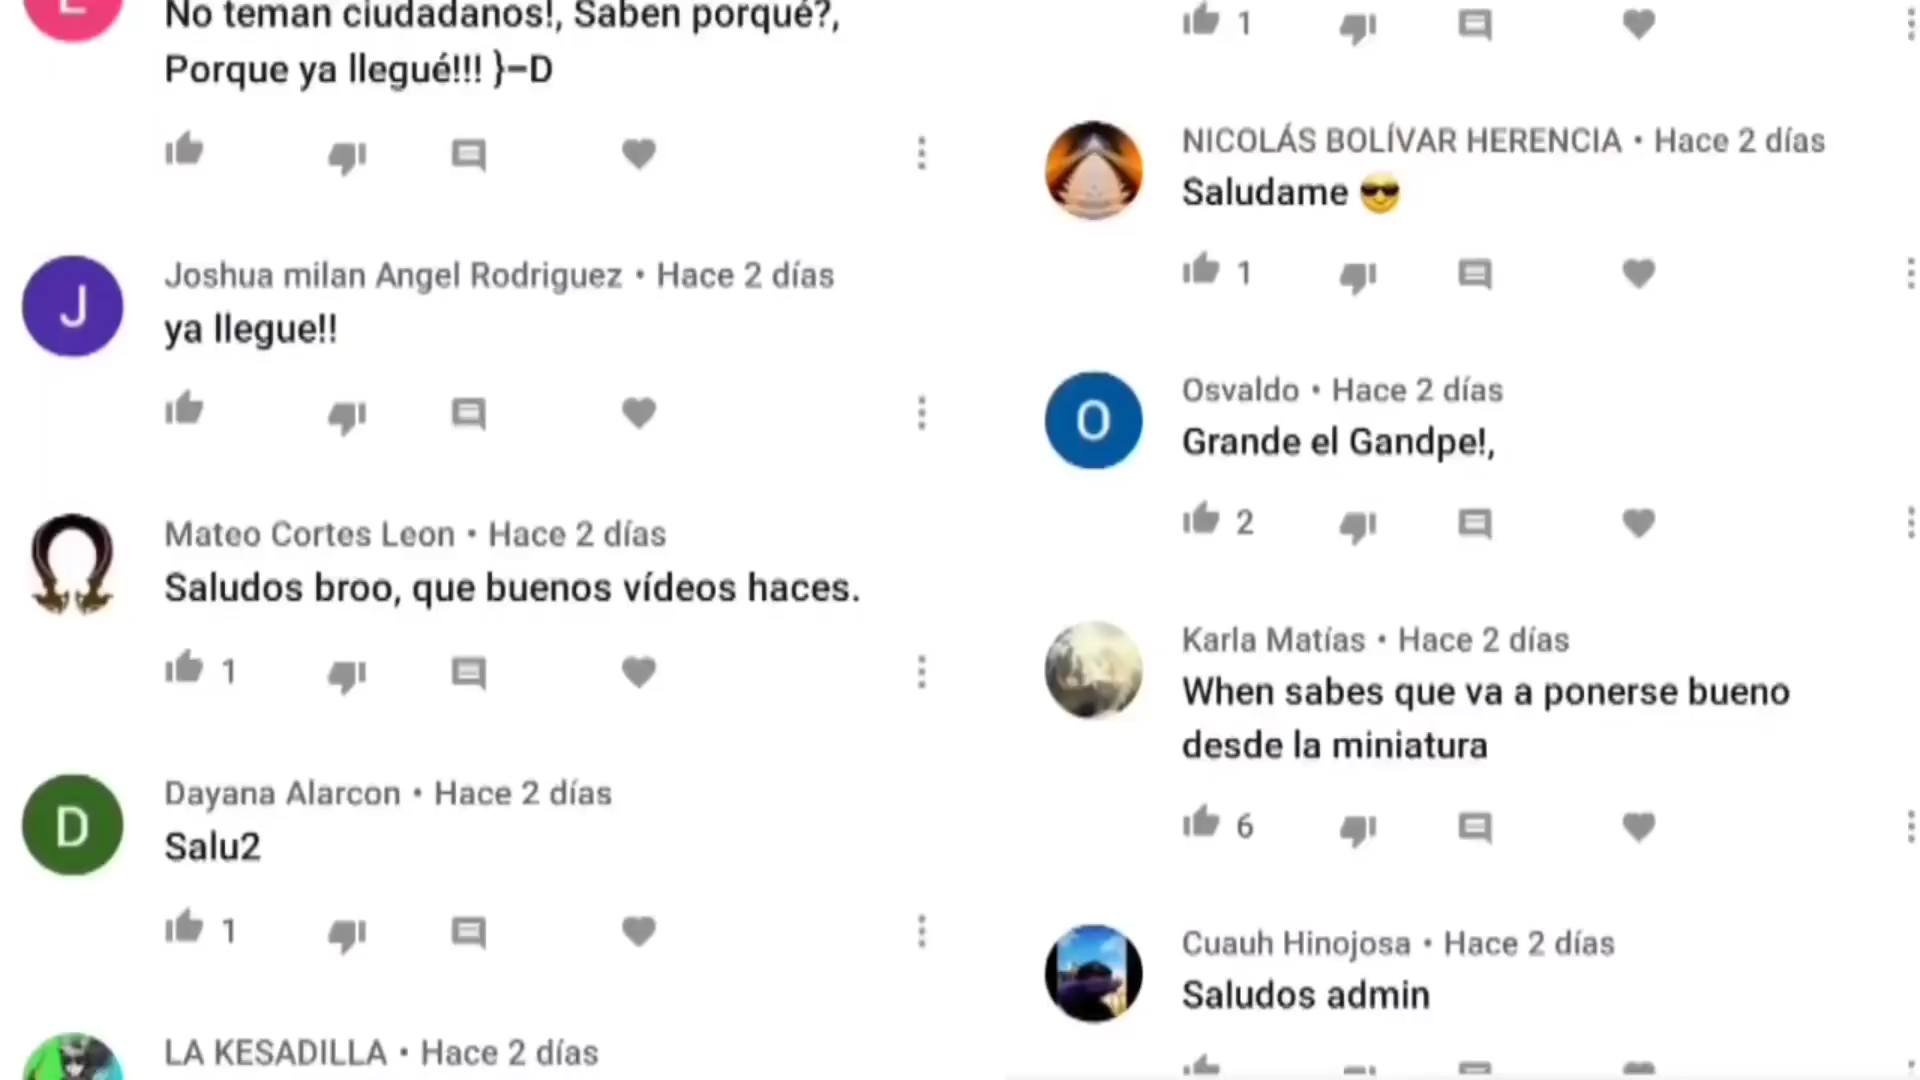 No teman ciudadanos!, Saben porqué?,
Porque ya llegué!!! }-D
J
Joshua milan Angel Rodriguez • Hace 2 días
ya llegue!!
Mateo Cortes Leon • Hace 2 días
Saludos broo, que buenos vídeos haces.
1
D
Dayana Alarcon • Hace 2 días
Salu2
1
LA KESADILLA • Hace 2 días
1
NICOLÁS BOLÍVAR HERENCIA • Hace 2 días
Saludame 😎
1
O
Osvaldo • Hace 2 días
Grande el Gandpe!,
2
Karla Matías • Hace 2 días
When sabes que va a ponerse bueno
desde la miniatura
6
Cuauh Hinojosa • Hace 2 días
Saludos admin